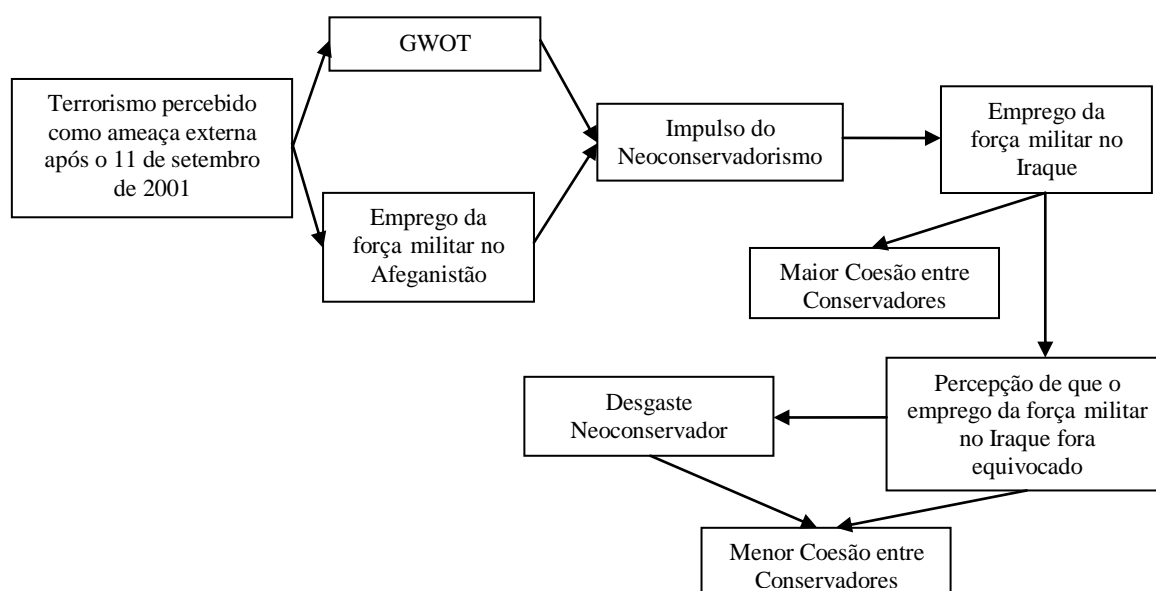 GWOT
Terrorismo percebido
como ameaça externa
após o 11 de setembro
de 2001
Emprego da
força militar no
Afeganistão
Impulso do
Neoconservadorismo
Emprego da
força militar no
Iraque
Maior Coesão entre
Conservadores
Percepção de que o
emprego da força militar
no Iraque fora
equivocado
Desgaste
Neoconservador
Menor Coesão entre
Conservadores